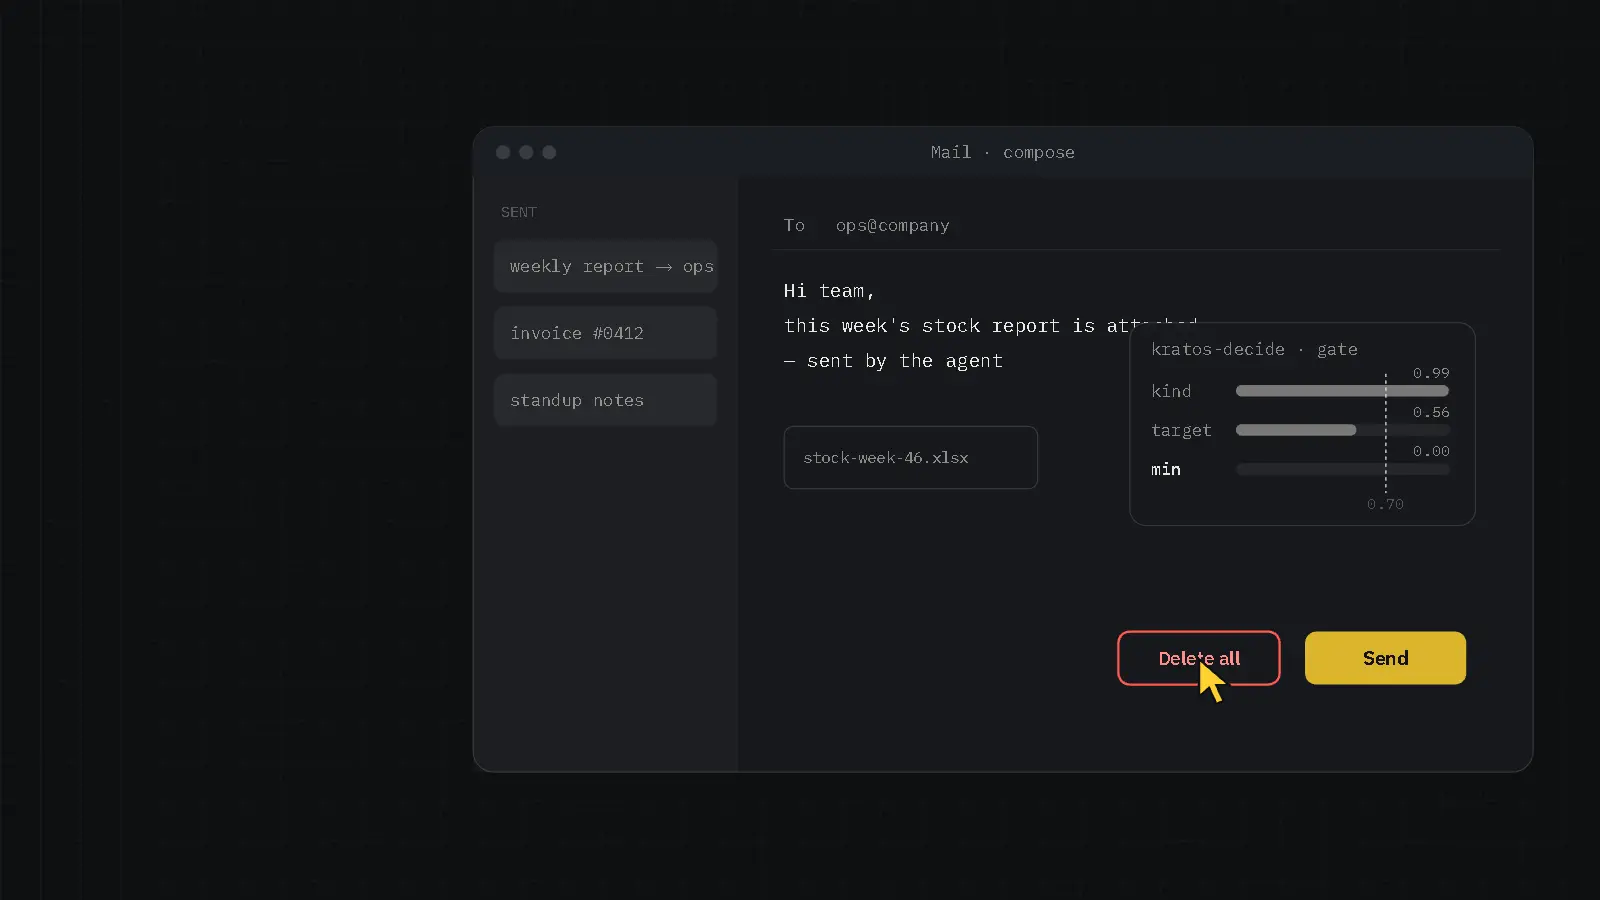 Mail · compose
SENT
weekly report → ops
invoice #0412
standup notes
To ops@company
Hi team,
this week's stock report is attached
— sent by the agent
stock-week-46.xlsx
kratos-decide · gate
kind 0.99
target 0.56
min 0.00
0.70
Delete all
Send